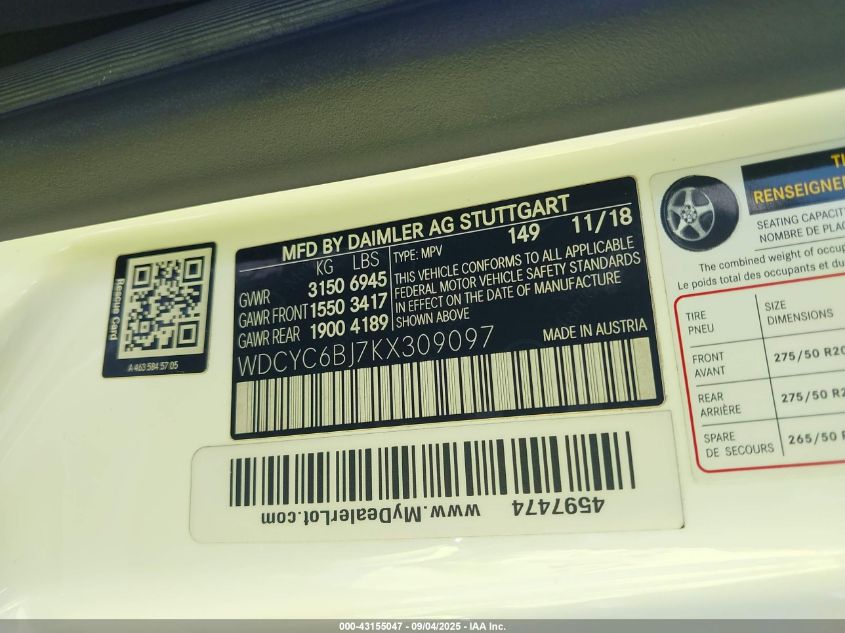 MFD BY DAIMLER AG STUTTGART
KG LBS
GVWR 3150 6945
GAWR FRONT 1550 3417
GAWR REAR 1900 4189
TYPE: MPV 149 11/18
THIS VEHICLE CONFORMS TO ALL APPLICABLE
FEDERAL MOTOR VEHICLE SAFETY STANDARDS
IN EFFECT ON THE DATE OF MANUFACTURE
SHOWN ABOVE
WDCYC6BJ7KX309097
MADE IN AUSTRIA
Rescue Card
A 463 584 57 05
4597474
www.MyDealerLot.com
RENSEIGNEM
SEATING CAPACIT
NOMBRE DE PLAC
The combined weight of occup
Le poids total des occupants et du
TIRE SIZE
PNEU DIMENSIONS
FRONT 275/50 R20
AVANT
REAR 275/50 R2
ARRIÈRE
SPARE 265/50 R
DE SECOURS
000-43155047 - 09/04/2025 - IAA Inc.